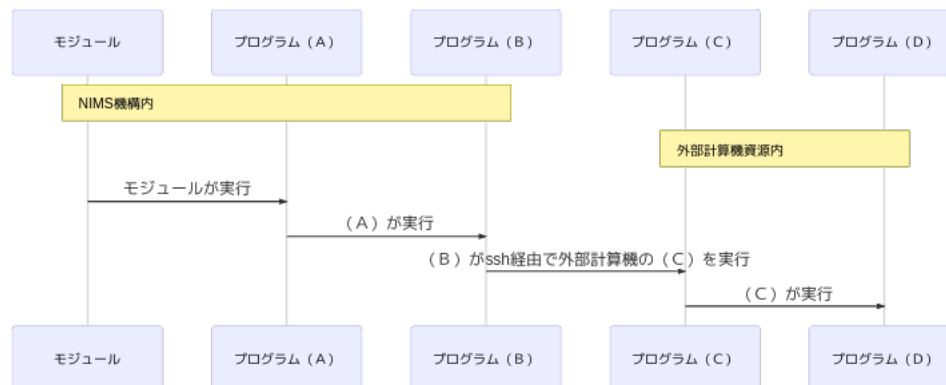 モジュール
プログラム（A）
プログラム（B）
プログラム（C）
プログラム（D）
NIMS機構内
外部計算機資源内
モジュールが実行
（A）が実行
（B）がssh経由で外部計算機の（C）を実行
（C）が実行
モジュール
プログラム（A）
プログラム（B）
プログラム（C）
プログラム（D）